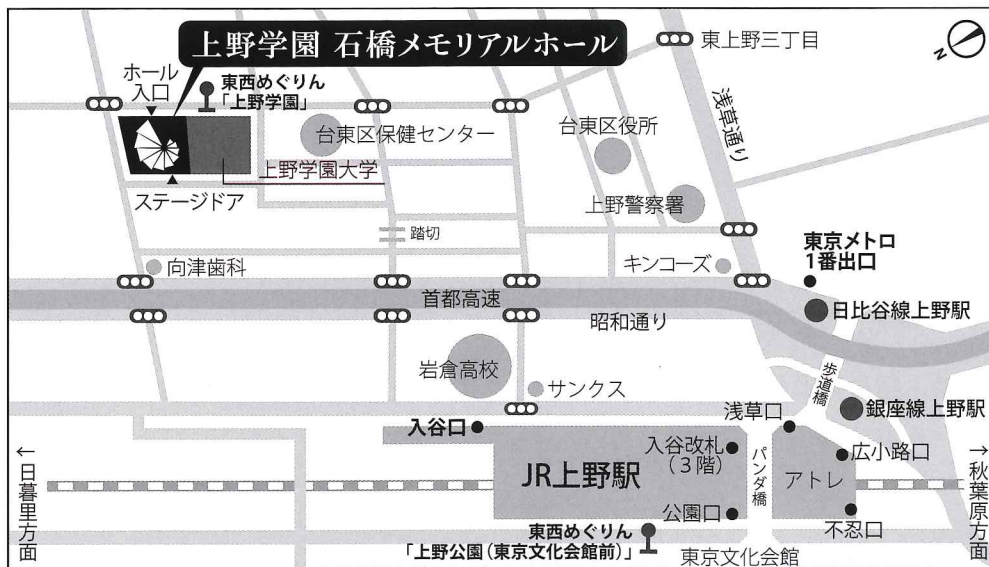 上野学園 石橋メモリアルホール
東上野三丁目
N
ホール
入口
東西めぐりん
「上野学園」
台東区保健センター
台東区役所
浅草通り
上野学園大学
ステージドア
上野警察署
踏切
向津歯科
キンコーズ
東京メトロ
1番出口
首都高速
昭和通り
日比谷線上野駅
岩倉高校
サンクス
歩道橋
銀座線上野駅
浅草口
入谷口
入谷改札
(3階)
パンダ橋
広小路口
アトレ
JR上野駅
←日暮里方面
→秋葉原方面
公園口
不忍口
東西めぐりん
「上野公園(東京文化会館前)」
東京文化会館